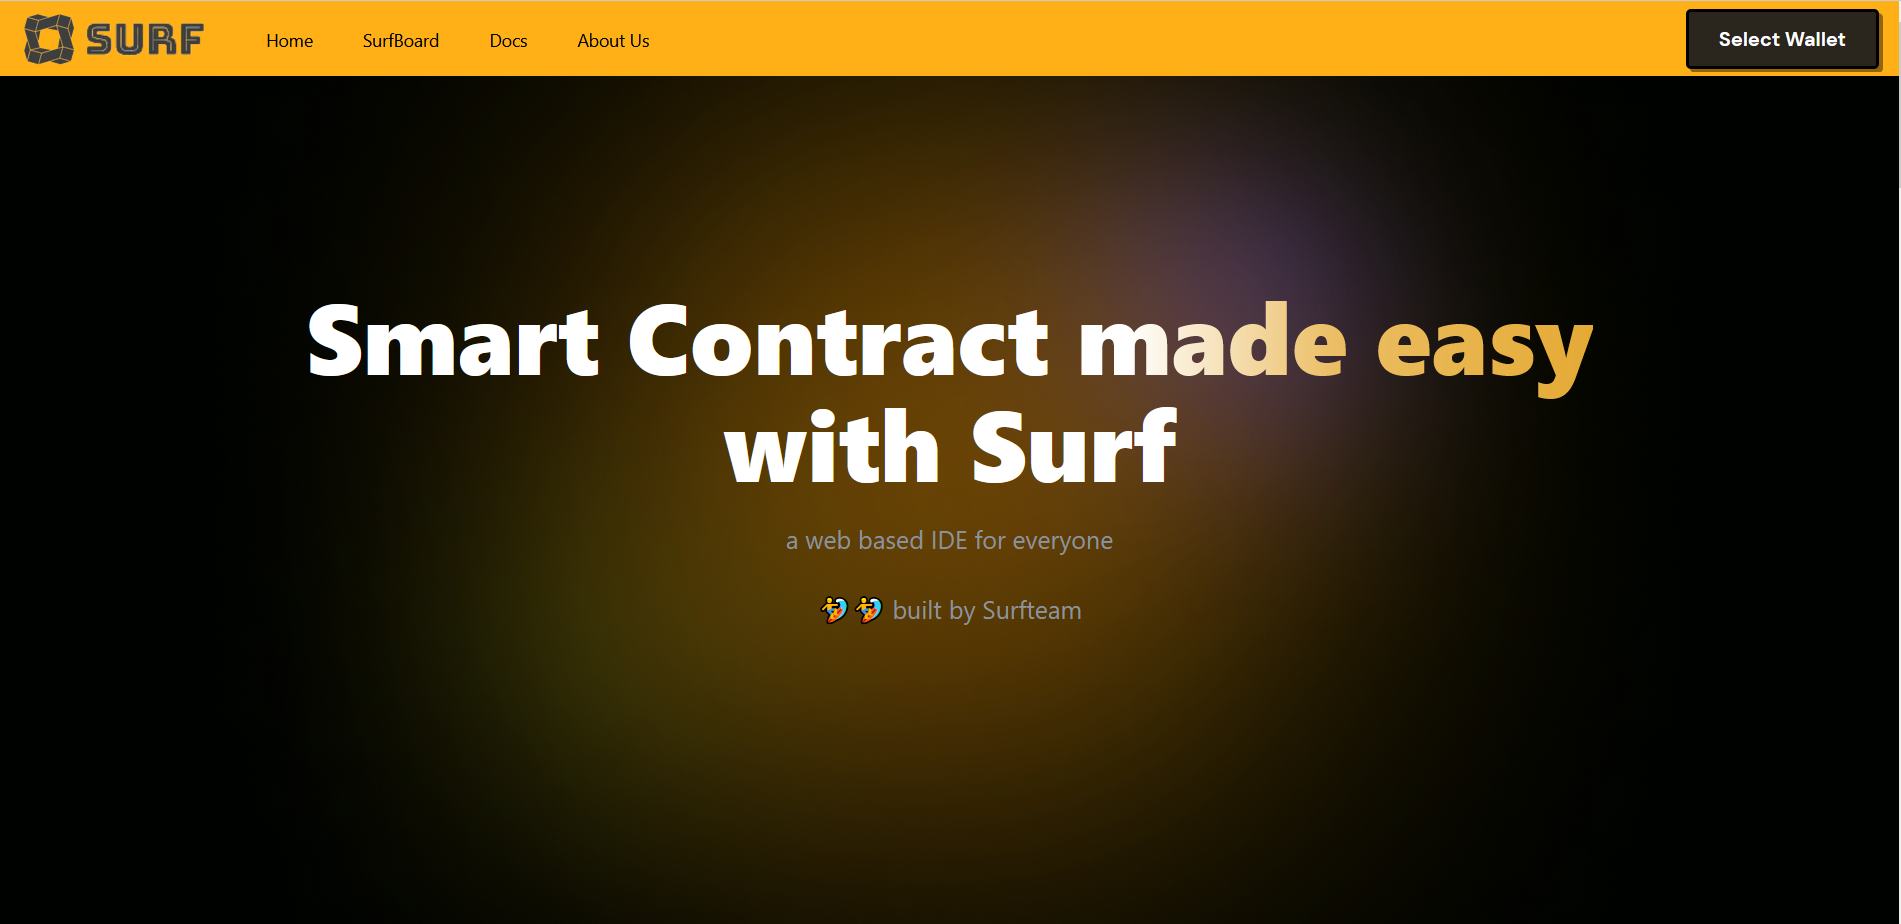 SURF
Home
SurfBoard
Docs
About Us
Select Wallet
Smart Contract made easy
with Surf
a web based IDE for everyone
🏄🏄 built by Surfteam